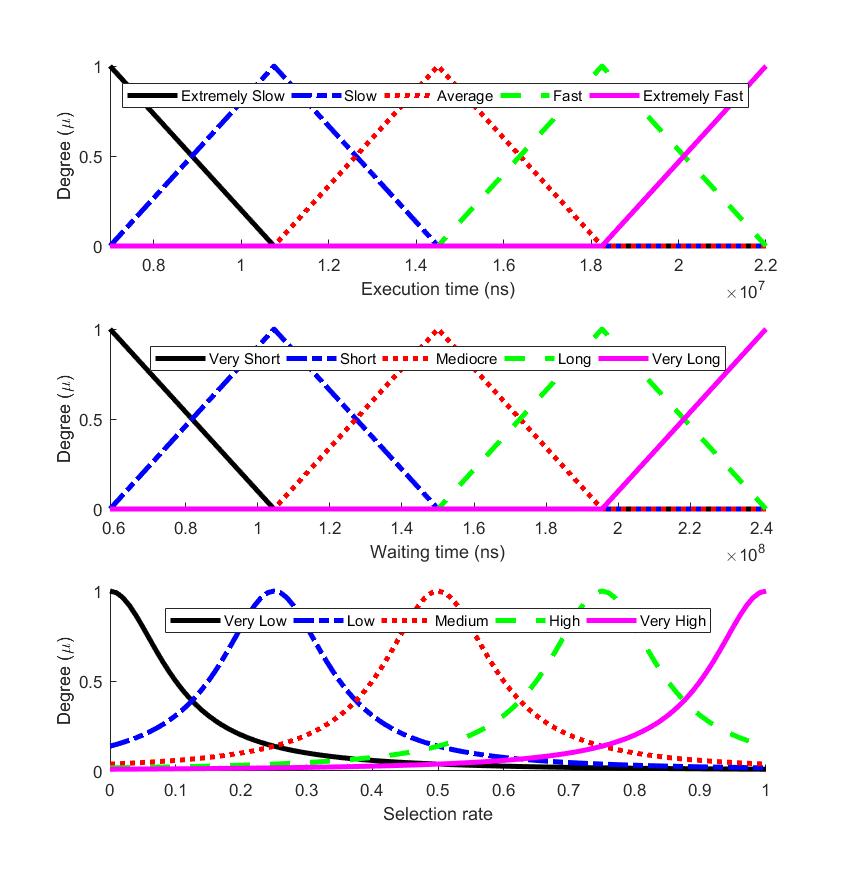 1
Extremely Slow Slow Average Fast Extremely Fast
Degree (μ)
0.5
0
0.8 1 1.2 1.4 1.6 1.8 2 2.2
Execution time (ns)
×10⁷
1
Very Short Short Mediocre Long Very Long
Degree (μ)
0.5
0
0.6 0.8 1 1.2 1.4 1.6 1.8 2 2.2 2.4
Waiting time (ns)
×10⁸
1
Very Low Low Medium High Very High
Degree (μ)
0.5
0
0 0.1 0.2 0.3 0.4 0.5 0.6 0.7 0.8 0.9 1
Selection rate